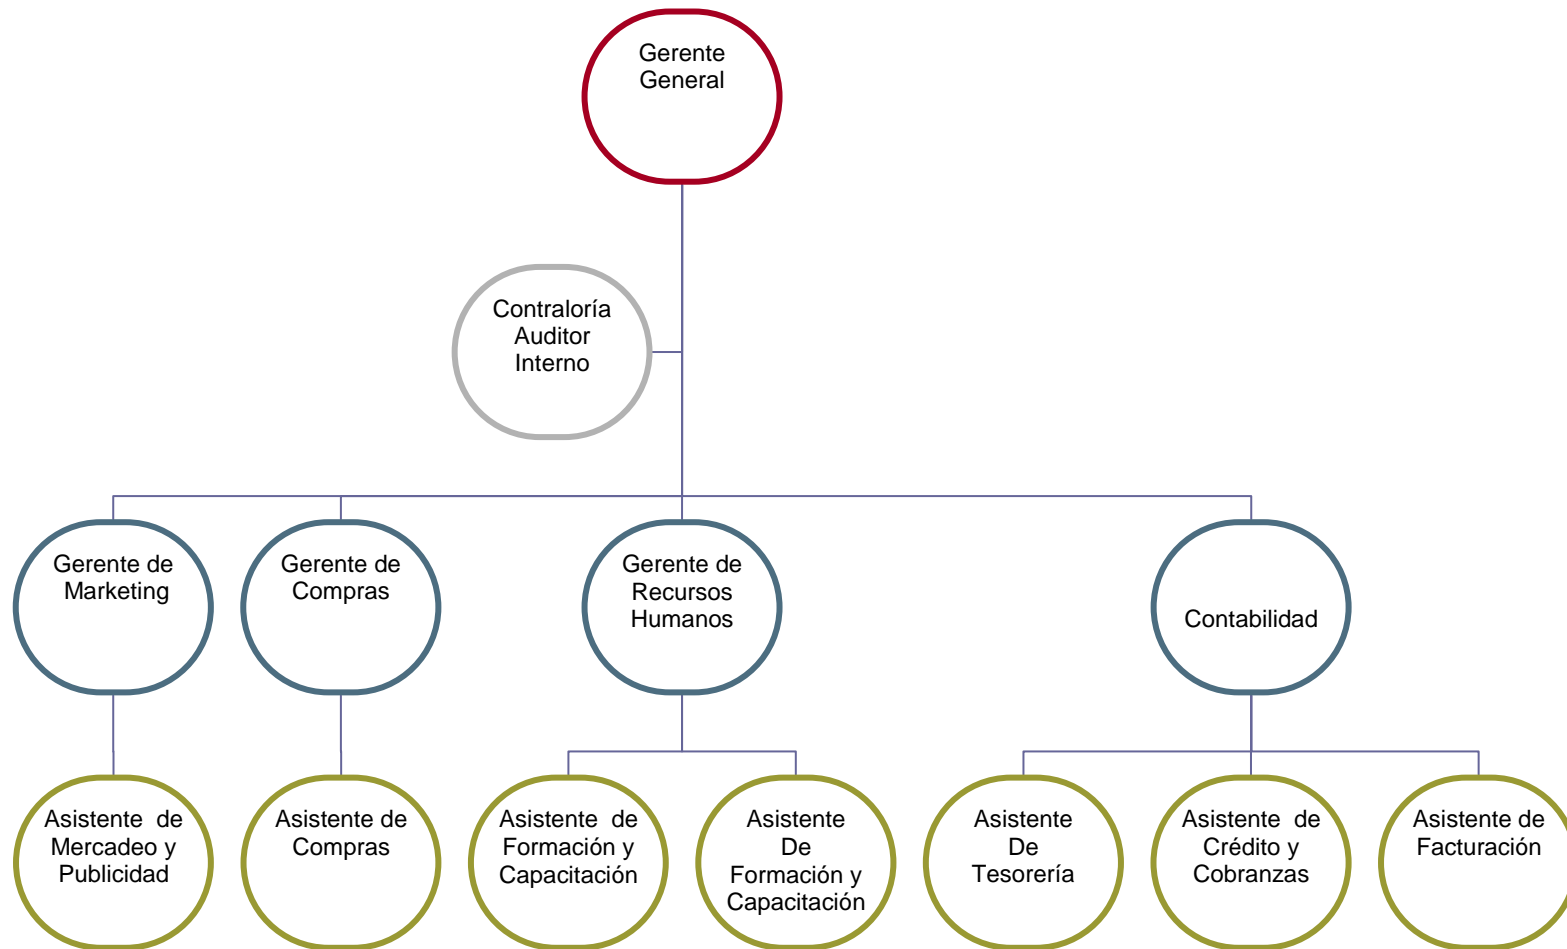 Gerente
General
Contraloría
Auditor
Interno
Gerente de
Marketing
Gerente de
Compras
Gerente de
Recursos
Humanos
Contabilidad
Asistente  de
Mercadeo y
Publicidad
Asistente de
Compras
Asistente  de
Formación y
Capacitación
Asistente
De
Formación y
Capacitación
Asistente
De
Tesorería
Asistente  de
Crédito y
Cobranzas
Asistente de
Facturación